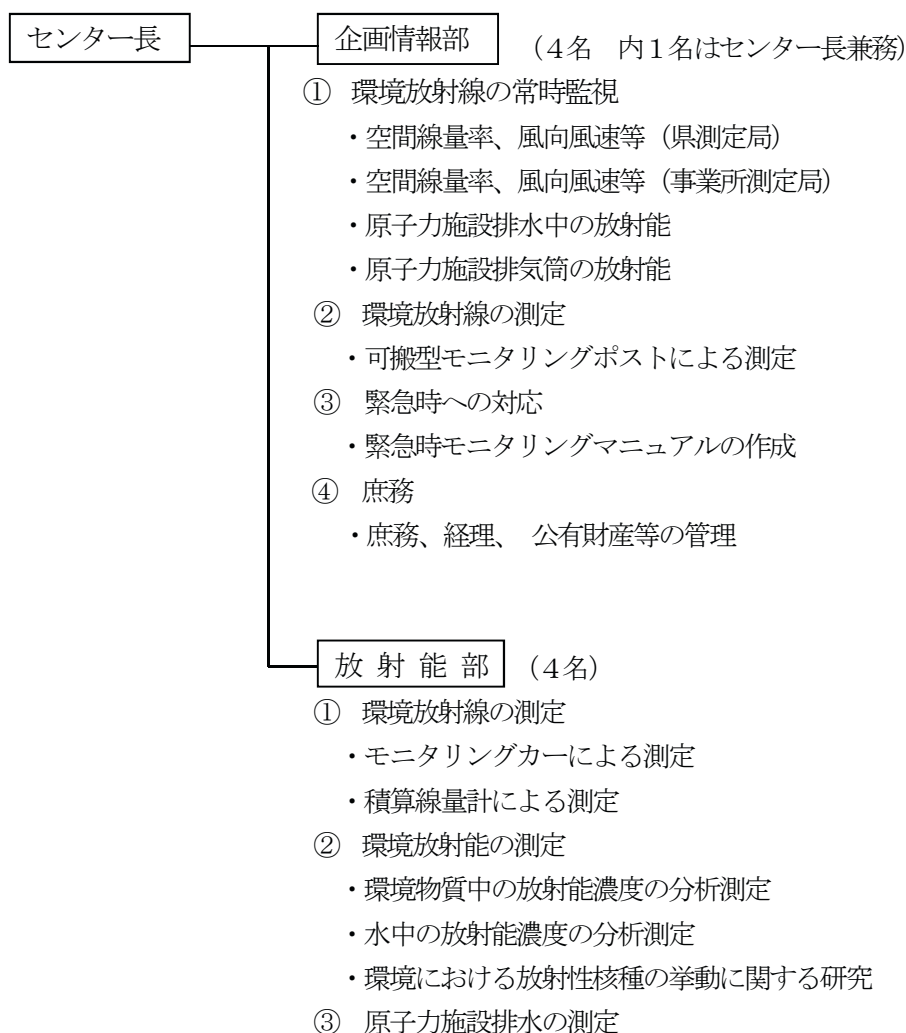 センター長
企画情報部 (4名 内1名はセンター長兼務)
① 環境放射線の常時監視
・空間線量率、風向風速等 (県測定局)
・空間線量率、風向風速等 (事業所測定局)
・原子力施設排水中の放射能
・原子力施設排気筒の放射能
② 環境放射線の測定
・可搬型モニタリングポストによる測定
③ 緊急時への対応
・緊急時モニタリングマニュアルの作成
④ 庶務
・庶務、経理、 公有財産等の管理
放 射 能 部 (4名)
① 環境放射線の測定
・モニタリングカーによる測定
・積算線量計による測定
② 環境放射能の測定
・環境物質中の放射能濃度の分析測定
・水中の放射能濃度の分析測定
・環境における放射性核種の挙動に関する研究
③ 原子力施設排水の測定